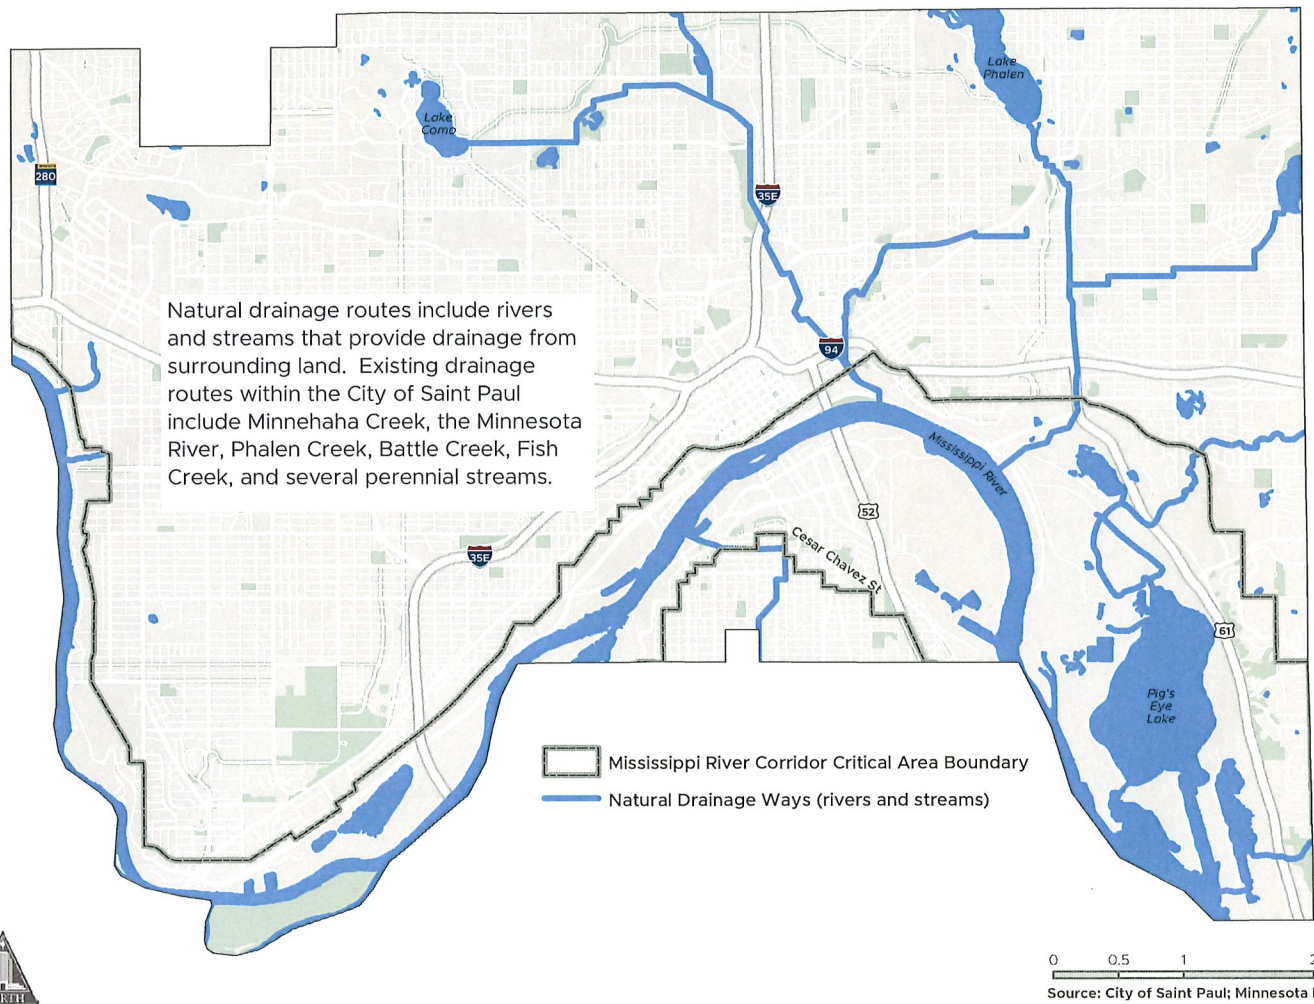 Lake
Phalen
Lake
Como
280
35E
Natural drainage routes include rivers
and streams that provide drainage from
surrounding land. Existing drainage
routes within the City of Saint Paul
include Minnehaha Creek, the Minnesota
River, Phalen Creek, Battle Creek, Fish
Creek, and several perennial streams.
94
Mississippi River
52
Cesar Chavez St
35E
61
Pig's
Eye
Lake
Mississippi River Corridor Critical Area Boundary
Natural Drainage Ways (rivers and streams)
0 0.5 1 2
Source: City of Saint Paul; Minnesota